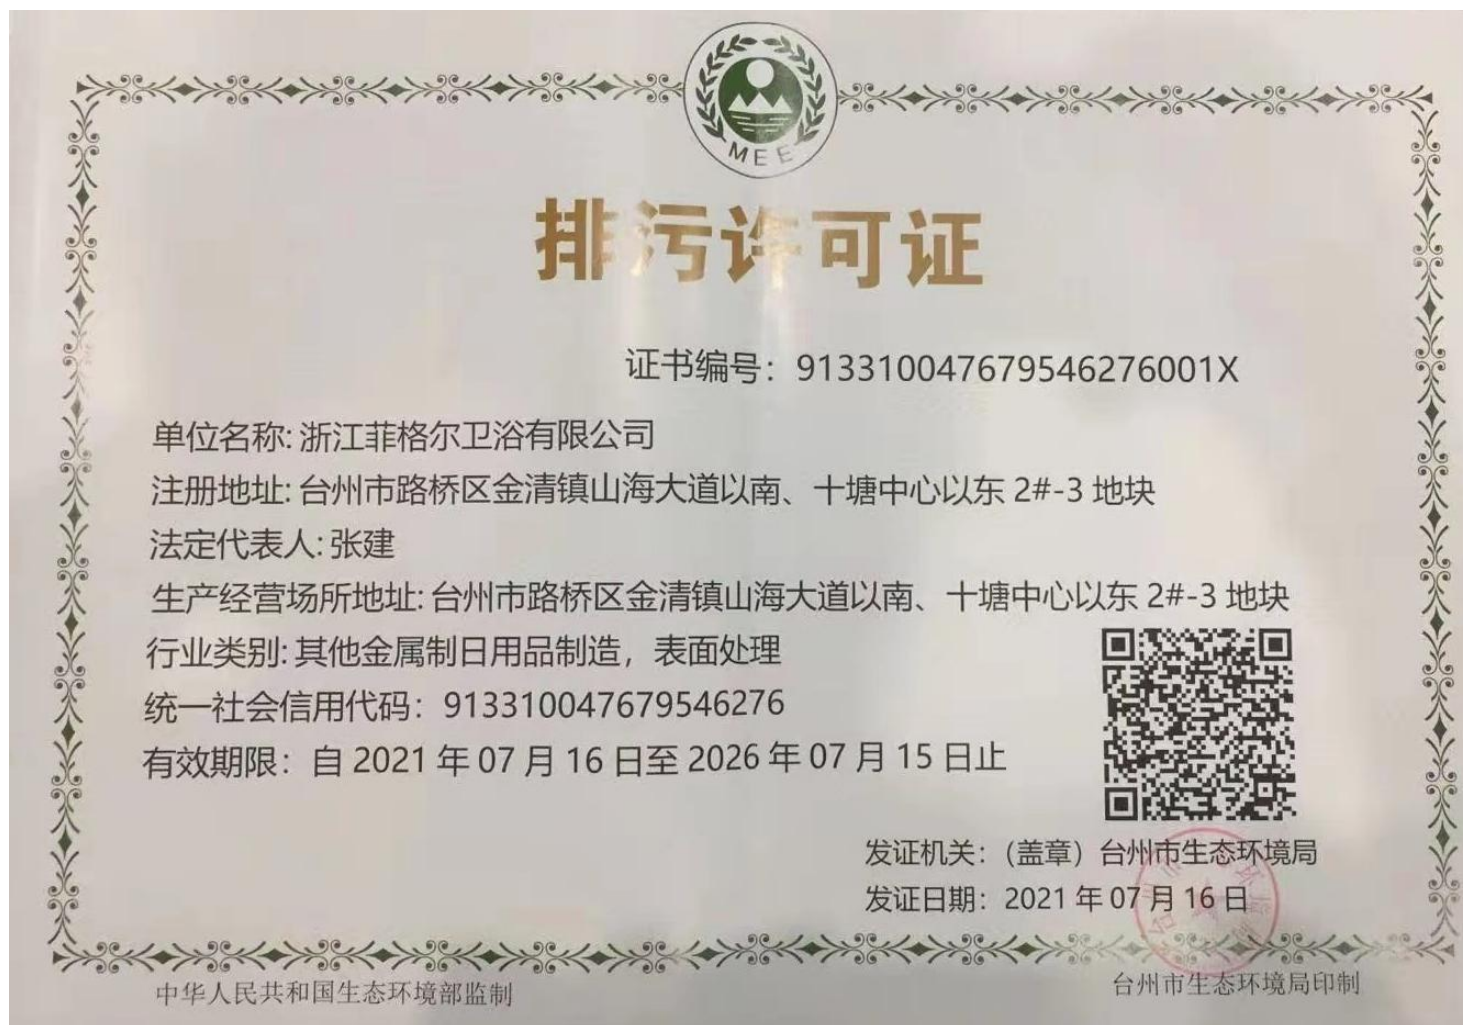 MEE
排污许可证
证书编号：913310047679546276001X
单位名称: 浙江菲格尔卫浴有限公司
注册地址: 台州市路桥区金清镇山海大道以南、十塘中心以东 2#-3 地块
法定代表人: 张建
生产经营场所地址: 台州市路桥区金清镇山海大道以南、十塘中心以东 2#-3 地块
行业类别: 其他金属制日用品制造，表面处理
统一社会信用代码：913310047679546276
有效期限：自 2021 年 07 月 16 日至 2026 年 07 月 15 日止
发证机关：（盖章）台州市生态环境局
发证日期：2021 年 07 月 16 日
中华人民共和国生态环境部监制
台州市生态环境局印制